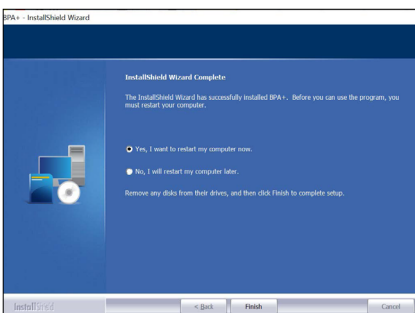 BPA+ - InstallShield Wizard
InstallShield Wizard Complete
The InstallShield Wizard has successfully installed BPA+. Before you can use the program, you
must restart your computer.
Yes, I want to restart my computer now.
No, I will restart my computer later.
Remove any disks from their drives, and then click Finish to complete setup.
InstallShield
< Back
Finish
Cancel